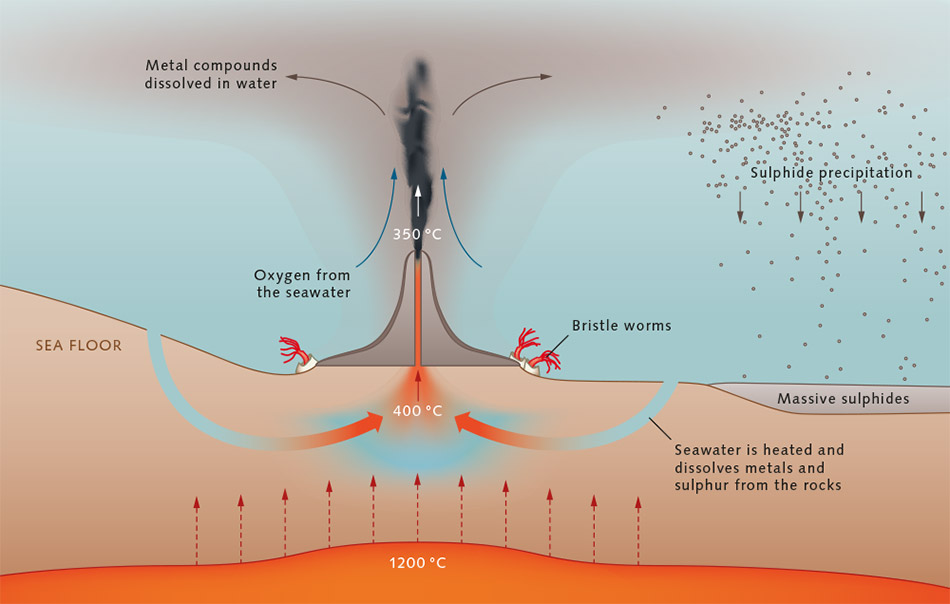 Metal compounds
dissolved in water
Sulphide precipitation
350 °C
Oxygen from
the seawater
Bristle worms
SEA FLOOR
Massive sulphides
400 °C
Seawater is heated and
dissolves metals and
sulphur from the rocks
1200 °C